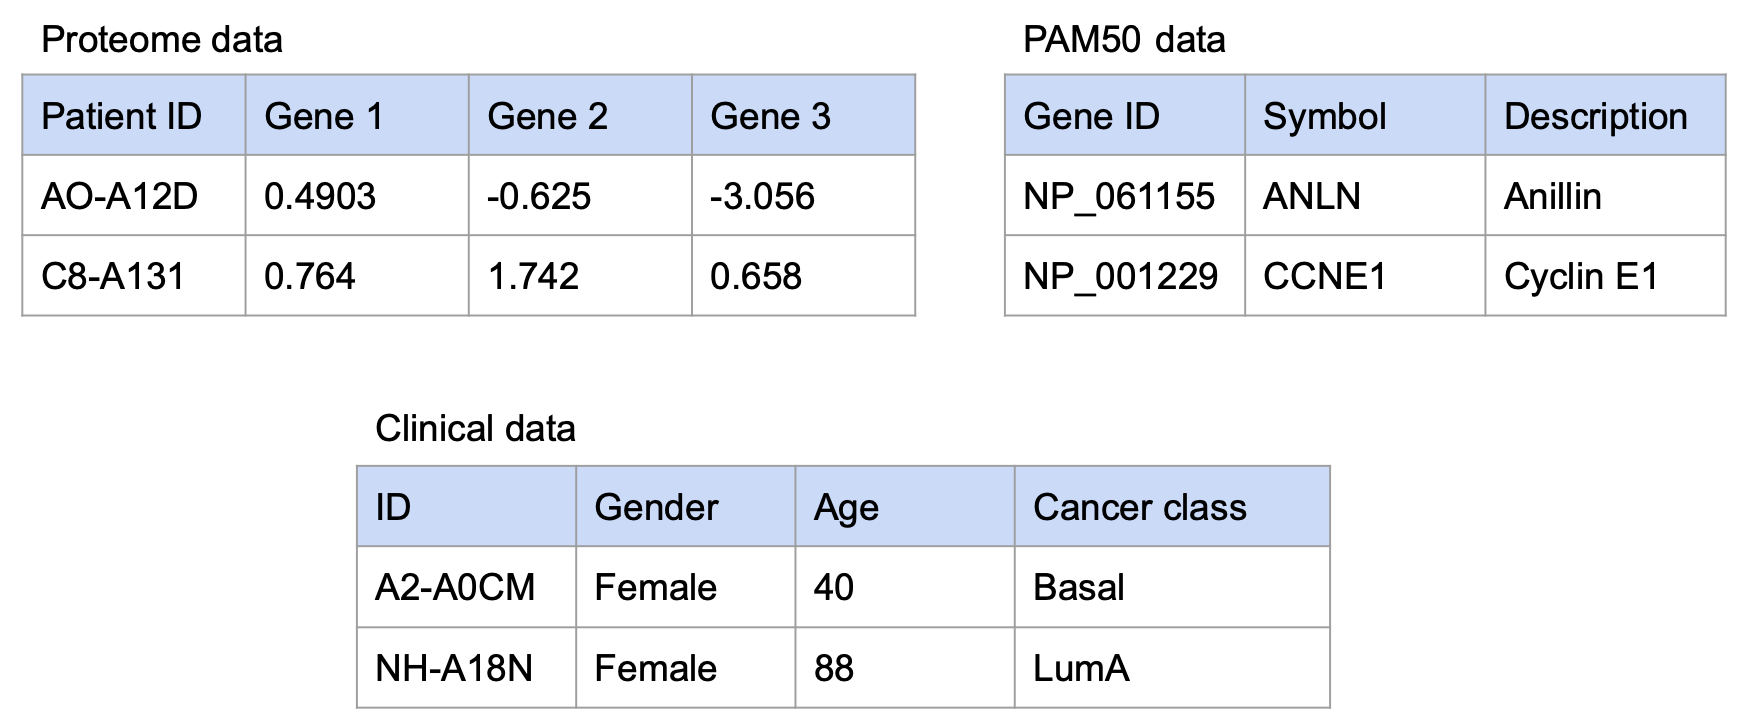 Proteome data
Patient ID Gene 1 Gene 2 Gene 3
AO-A12D 0.4903 -0.625 -3.056
C8-A131 0.764 1.742 0.658
PAM50 data
Gene ID Symbol Description
NP_061155 ANLN Anillin
NP_001229 CCNE1 Cyclin E1
Clinical data
ID Gender Age Cancer class
A2-A0CM Female 40 Basal
NH-A18N Female 88 LumA